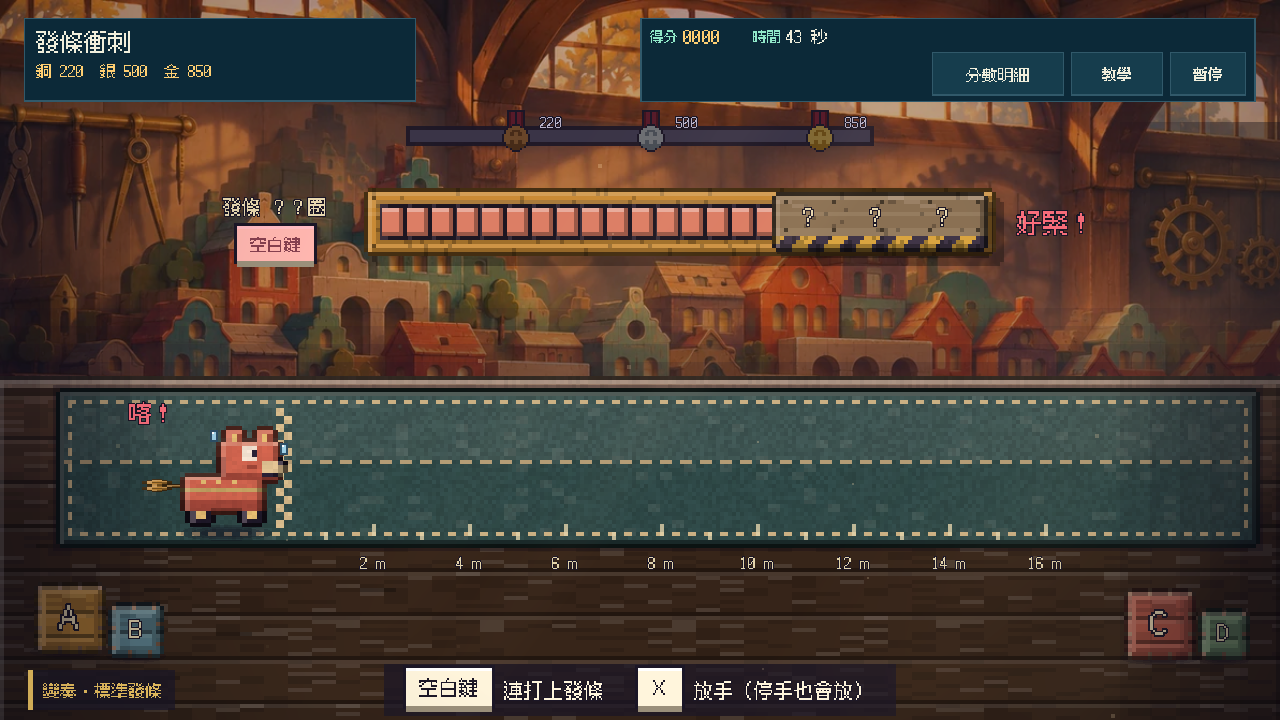 發條衝刺
銅 220 銀 500 金 850
得分 0000 時間 43 秒
分數明細 教學 暫停
220 500 850
發條 ??圈
空白鍵
? ? ?
好緊!
喀!
2 m 4 m 6 m 8 m 10 m 12 m 14 m 16 m
A B C D
變奏·標準發條
空白鍵 連打上發條 X 放手（停手也會放）